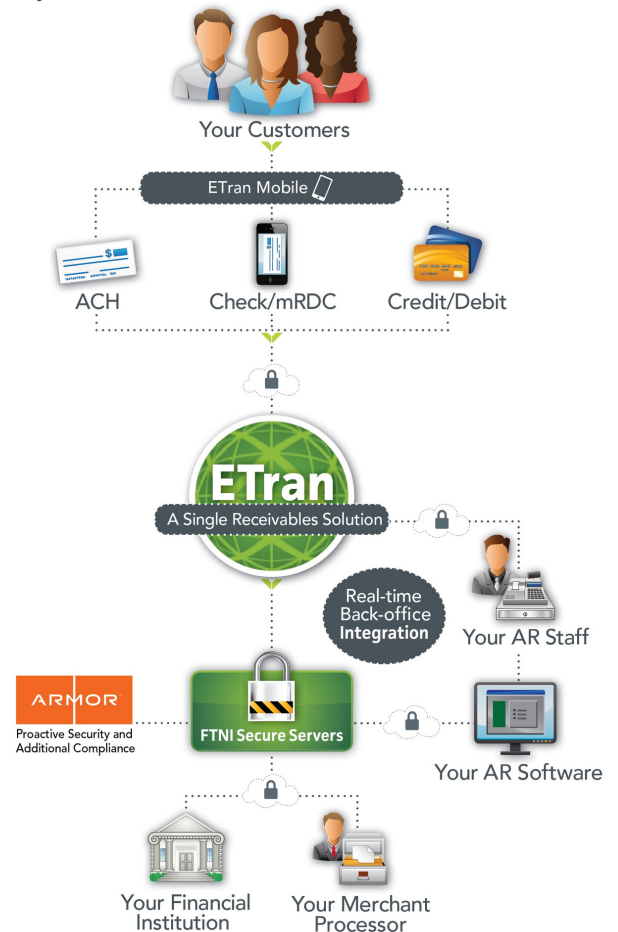 Your Customers
ETran Mobile
$
ACH
Check/mRDC
Credit/Debit
ETran
A Single Receivables Solution
Real-time
Back-office
Integration
Your AR Staff
ARMOR
Proactive Security and
Additional Compliance
FTNI Secure Servers
Your AR Software
Your Financial
Institution
Your Merchant
Processor